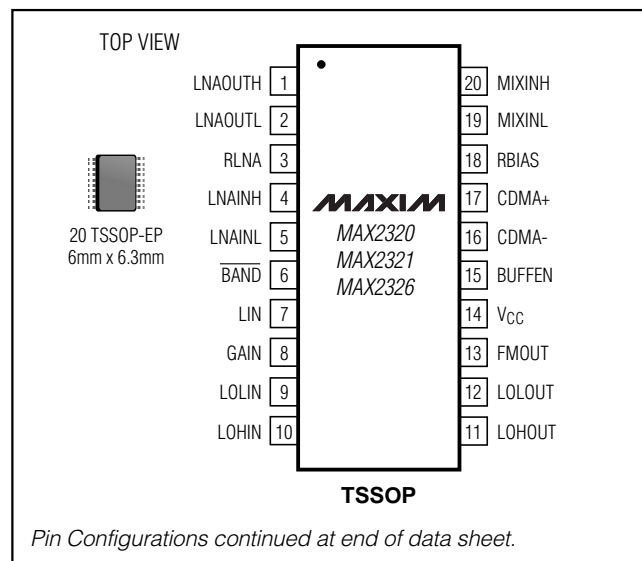 TOP VIEW
LNAOUTH 1
LNAOUTL 2
RLNA 3
LNAINH 4
LNAINL 5
BAND 6
LIN 7
GAIN 8
LOLIN 9
LOHIN 10
20 TSSOP-EP
6mm x 6.3mm
MAXIM
MAX2320
MAX2321
MAX2326
20 MIXINH
19 MIXINL
18 RBIAS
17 CDMA+
16 CDMA-
15 BUFFEN
14 VCC
13 FMOUT
12 LOLOUT
11 LOHOUT
TSSOP
Pin Configurations continued at end of data sheet.